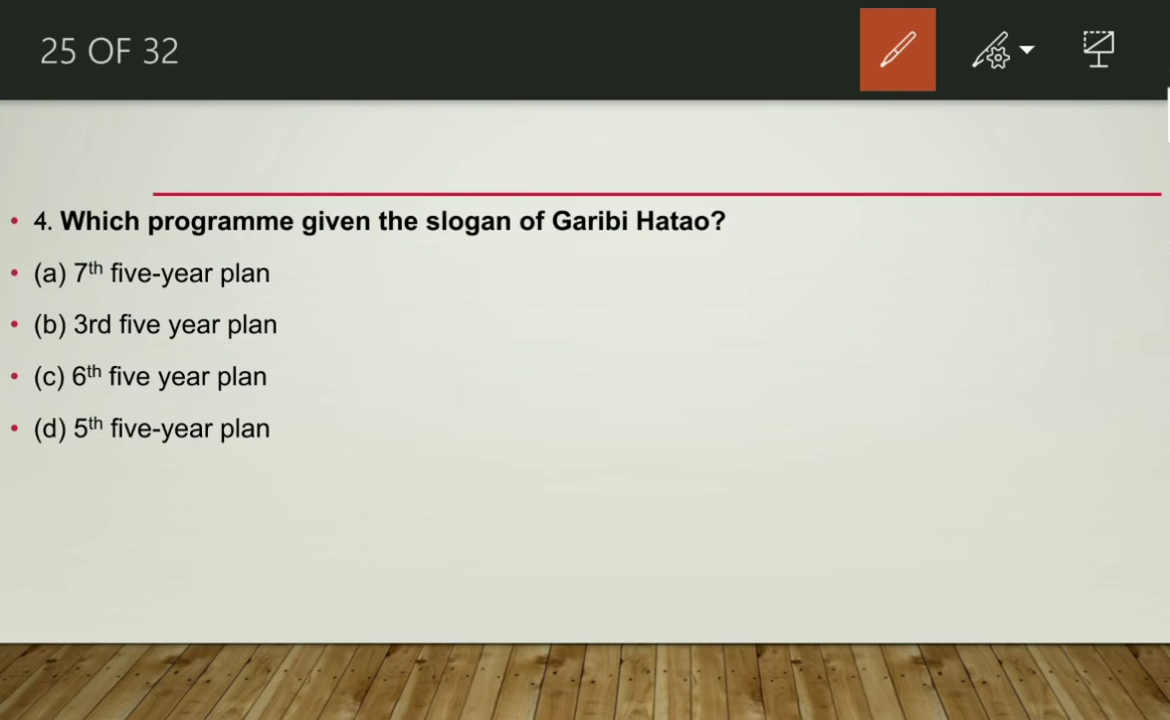 25 OF 32
• 4. Which programme given the slogan of Garibi Hatao?
• (a) 7th five-year plan
• (b) 3rd five year plan
• (c) 6th five year plan
• (d) 5th five-year plan